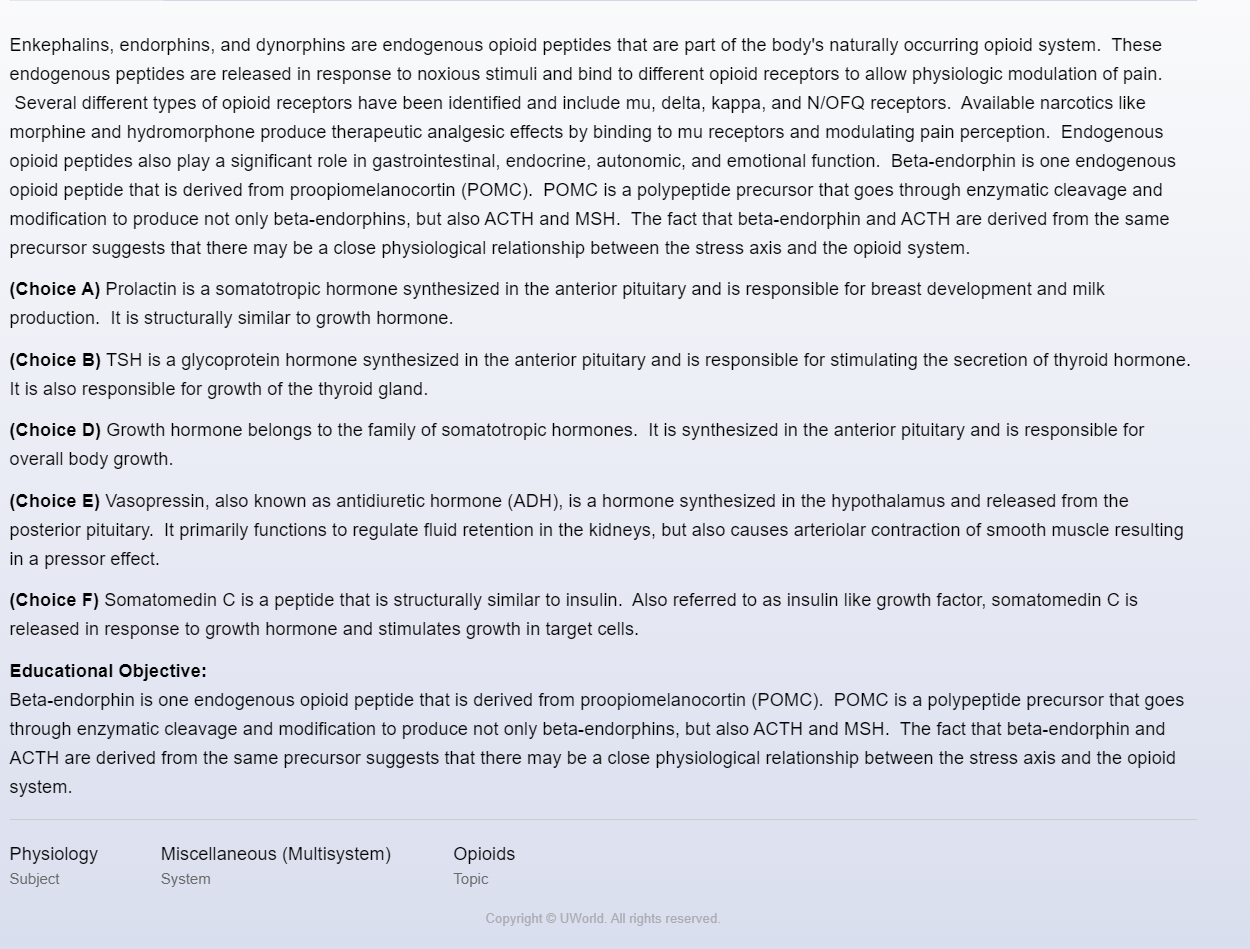 Enkephalins, endorphins, and dynorphins are endogenous opioid peptides that are part of the body's naturally occurring opioid system.  These
endogenous peptides are released in response to noxious stimuli and bind to different opioid receptors to allow physiologic modulation of pain.
Several different types of opioid receptors have been identified and include mu, delta, kappa, and N/OFQ receptors.  Available narcotics like
morphine and hydromorphone produce therapeutic analgesic effects by binding to mu receptors and modulating pain perception.  Endogenous
opioid peptides also play a significant role in gastrointestinal, endocrine, autonomic, and emotional function.  Beta-endorphin is one endogenous
opioid peptide that is derived from proopiomelanocortin (POMC).  POMC is a polypeptide precursor that goes through enzymatic cleavage and
modification to produce not only beta-endorphins, but also ACTH and MSH.  The fact that beta-endorphin and ACTH are derived from the same
precursor suggests that there may be a close physiological relationship between the stress axis and the opioid system.
(Choice A) Prolactin is a somatotropic hormone synthesized in the anterior pituitary and is responsible for breast development and milk
production.  It is structurally similar to growth hormone.
(Choice B) TSH is a glycoprotein hormone synthesized in the anterior pituitary and is responsible for stimulating the secretion of thyroid hormone.
It is also responsible for growth of the thyroid gland.
(Choice D) Growth hormone belongs to the family of somatotropic hormones.  It is synthesized in the anterior pituitary and is responsible for
overall body growth.
(Choice E) Vasopressin, also known as antidiuretic hormone (ADH), is a hormone synthesized in the hypothalamus and released from the
posterior pituitary.  It primarily functions to regulate fluid retention in the kidneys, but also causes arteriolar contraction of smooth muscle resulting
in a pressor effect.
(Choice F) Somatomedin C is a peptide that is structurally similar to insulin.  Also referred to as insulin like growth factor, somatomedin C is
released in response to growth hormone and stimulates growth in target cells.
Educational Objective:
Beta-endorphin is one endogenous opioid peptide that is derived from proopiomelanocortin (POMC).  POMC is a polypeptide precursor that goes
through enzymatic cleavage and modification to produce not only beta-endorphins, but also ACTH and MSH.  The fact that beta-endorphin and
ACTH are derived from the same precursor suggests that there may be a close physiological relationship between the stress axis and the opioid
system.
Physiology Miscellaneous (Multisystem) Opioids
Subject System Topic
Copyright © UWorld. All rights reserved.